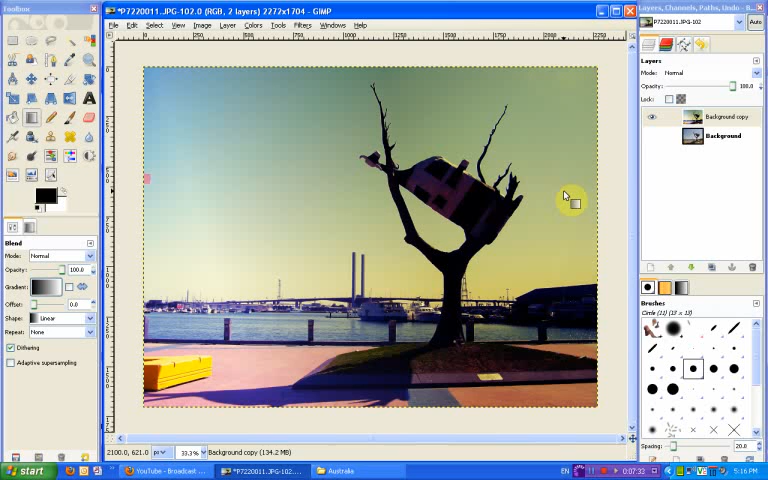 Toolbox
*P7220011.JPG-102.0 (RGB, 2 layers) 2272x1704 - GIMP
Layers, Channels, Paths, Undo - B...
File Edit Select View Image Layer Colors Tools Filters Windows Help
P7220011.JPG-102
Auto
Layers
Mode: Normal
Opacity: 100.0
Lock:
Background copy
Background
Blend
Mode: Normal
Opacity: 100.0
Gradient:
Offset: 0.0
Shape: Linear
Repeat: None
Dithering
Adaptive supersampling
Brushes
Circle (11) (13 x 13)
Spacing: 20.0
2100.0, 621.0 px 33.3% Background copy (134.2 MB)
start
YouTube - Broadcast ...
*P7220011.JPG-102....
Australia
EN
0:07:33
5:16 PM